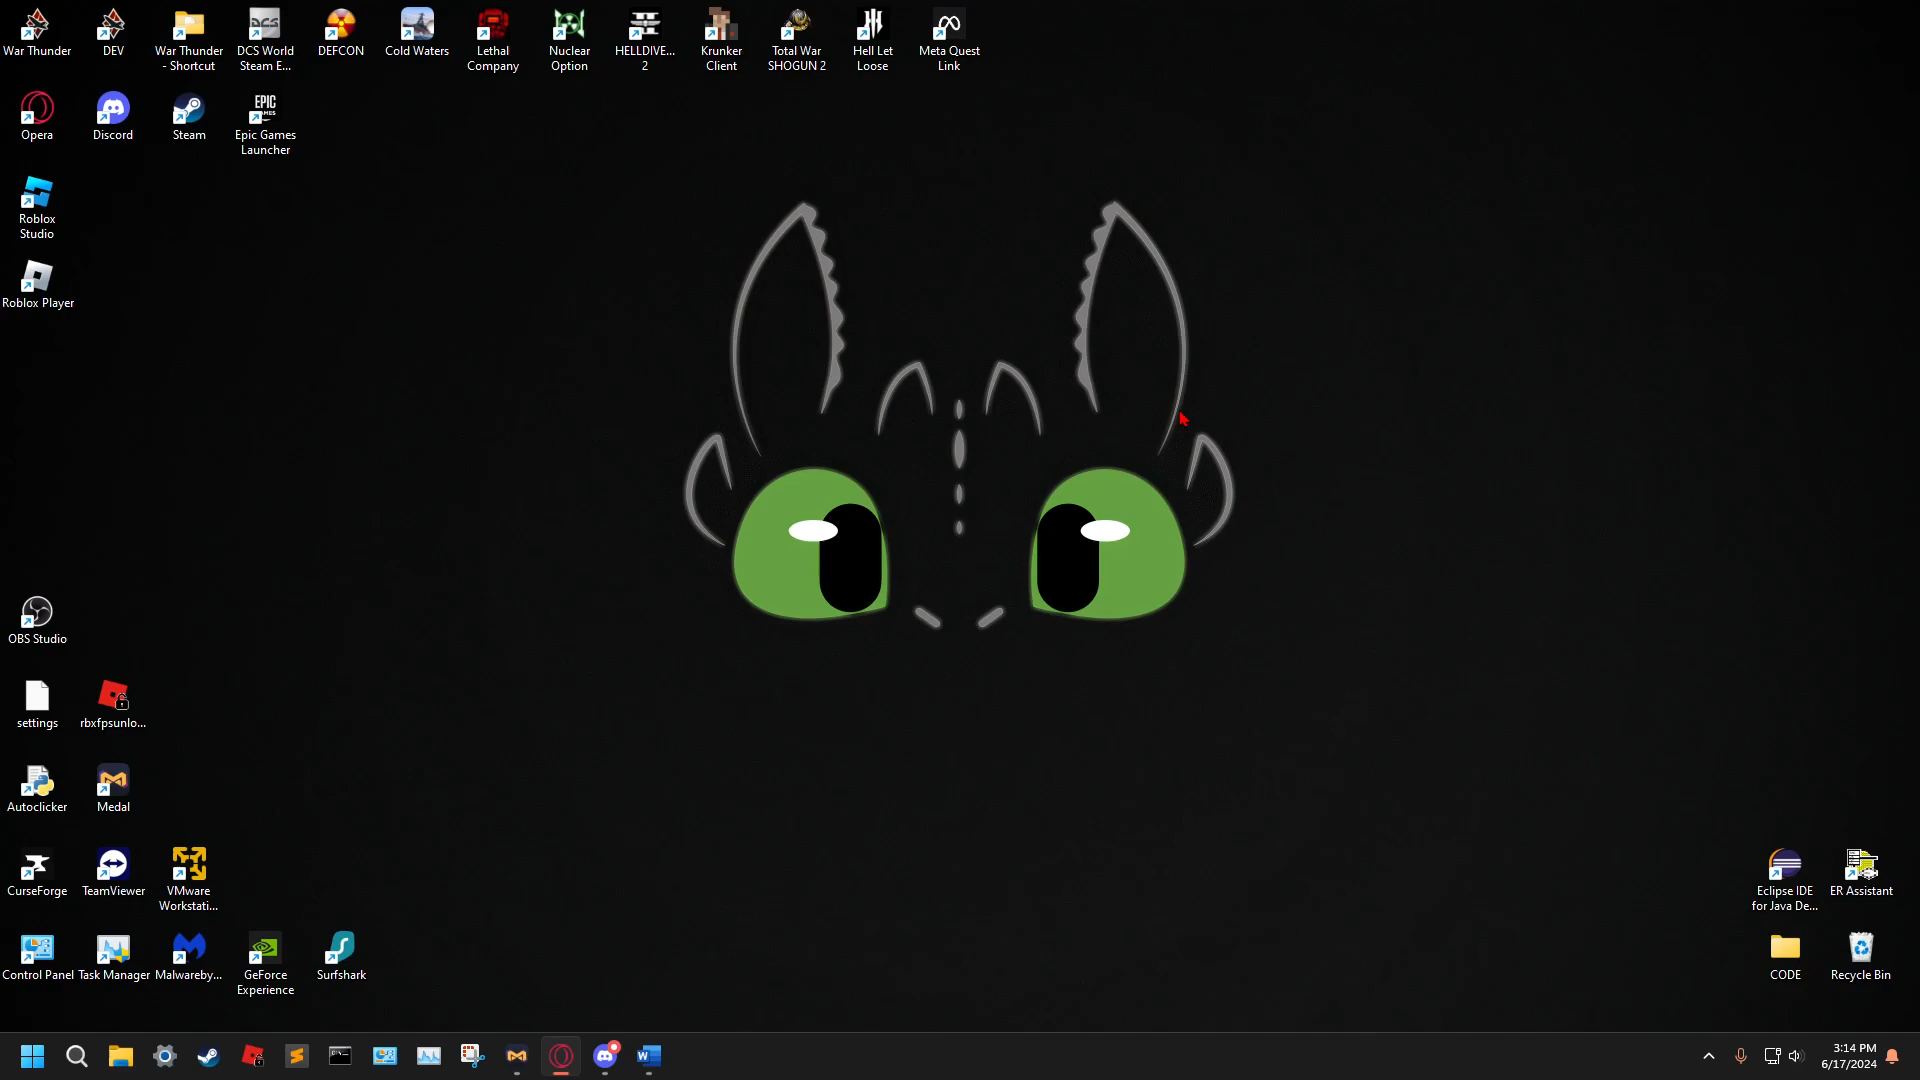 War Thunder
DEV
War Thunder
- Shortcut
DCS
DCS World
Steam E...
DEFCON
Cold Waters
Lethal
Company
Nuclear
Option
HELLDIVE...
2
Krunker
Client
Total War
SHOGUN 2
Hell Let
Loose
Meta Quest
Link
Opera
Discord
Steam
EPIC
GAMES
Epic Games
Launcher
Roblox
Studio
Roblox Player
OBS Studio
settings
rbxfpsunlo...
Autoclicker
Medal
CurseForge
TeamViewer
VMware
Workstati...
Eclipse IDE
for Java De...
ER Assistant
Control Panel
Task Manager
Malwareby...
GeForce
Experience
Surfshark
CODE
Recycle Bin
W
3:14 PM
6/17/2024